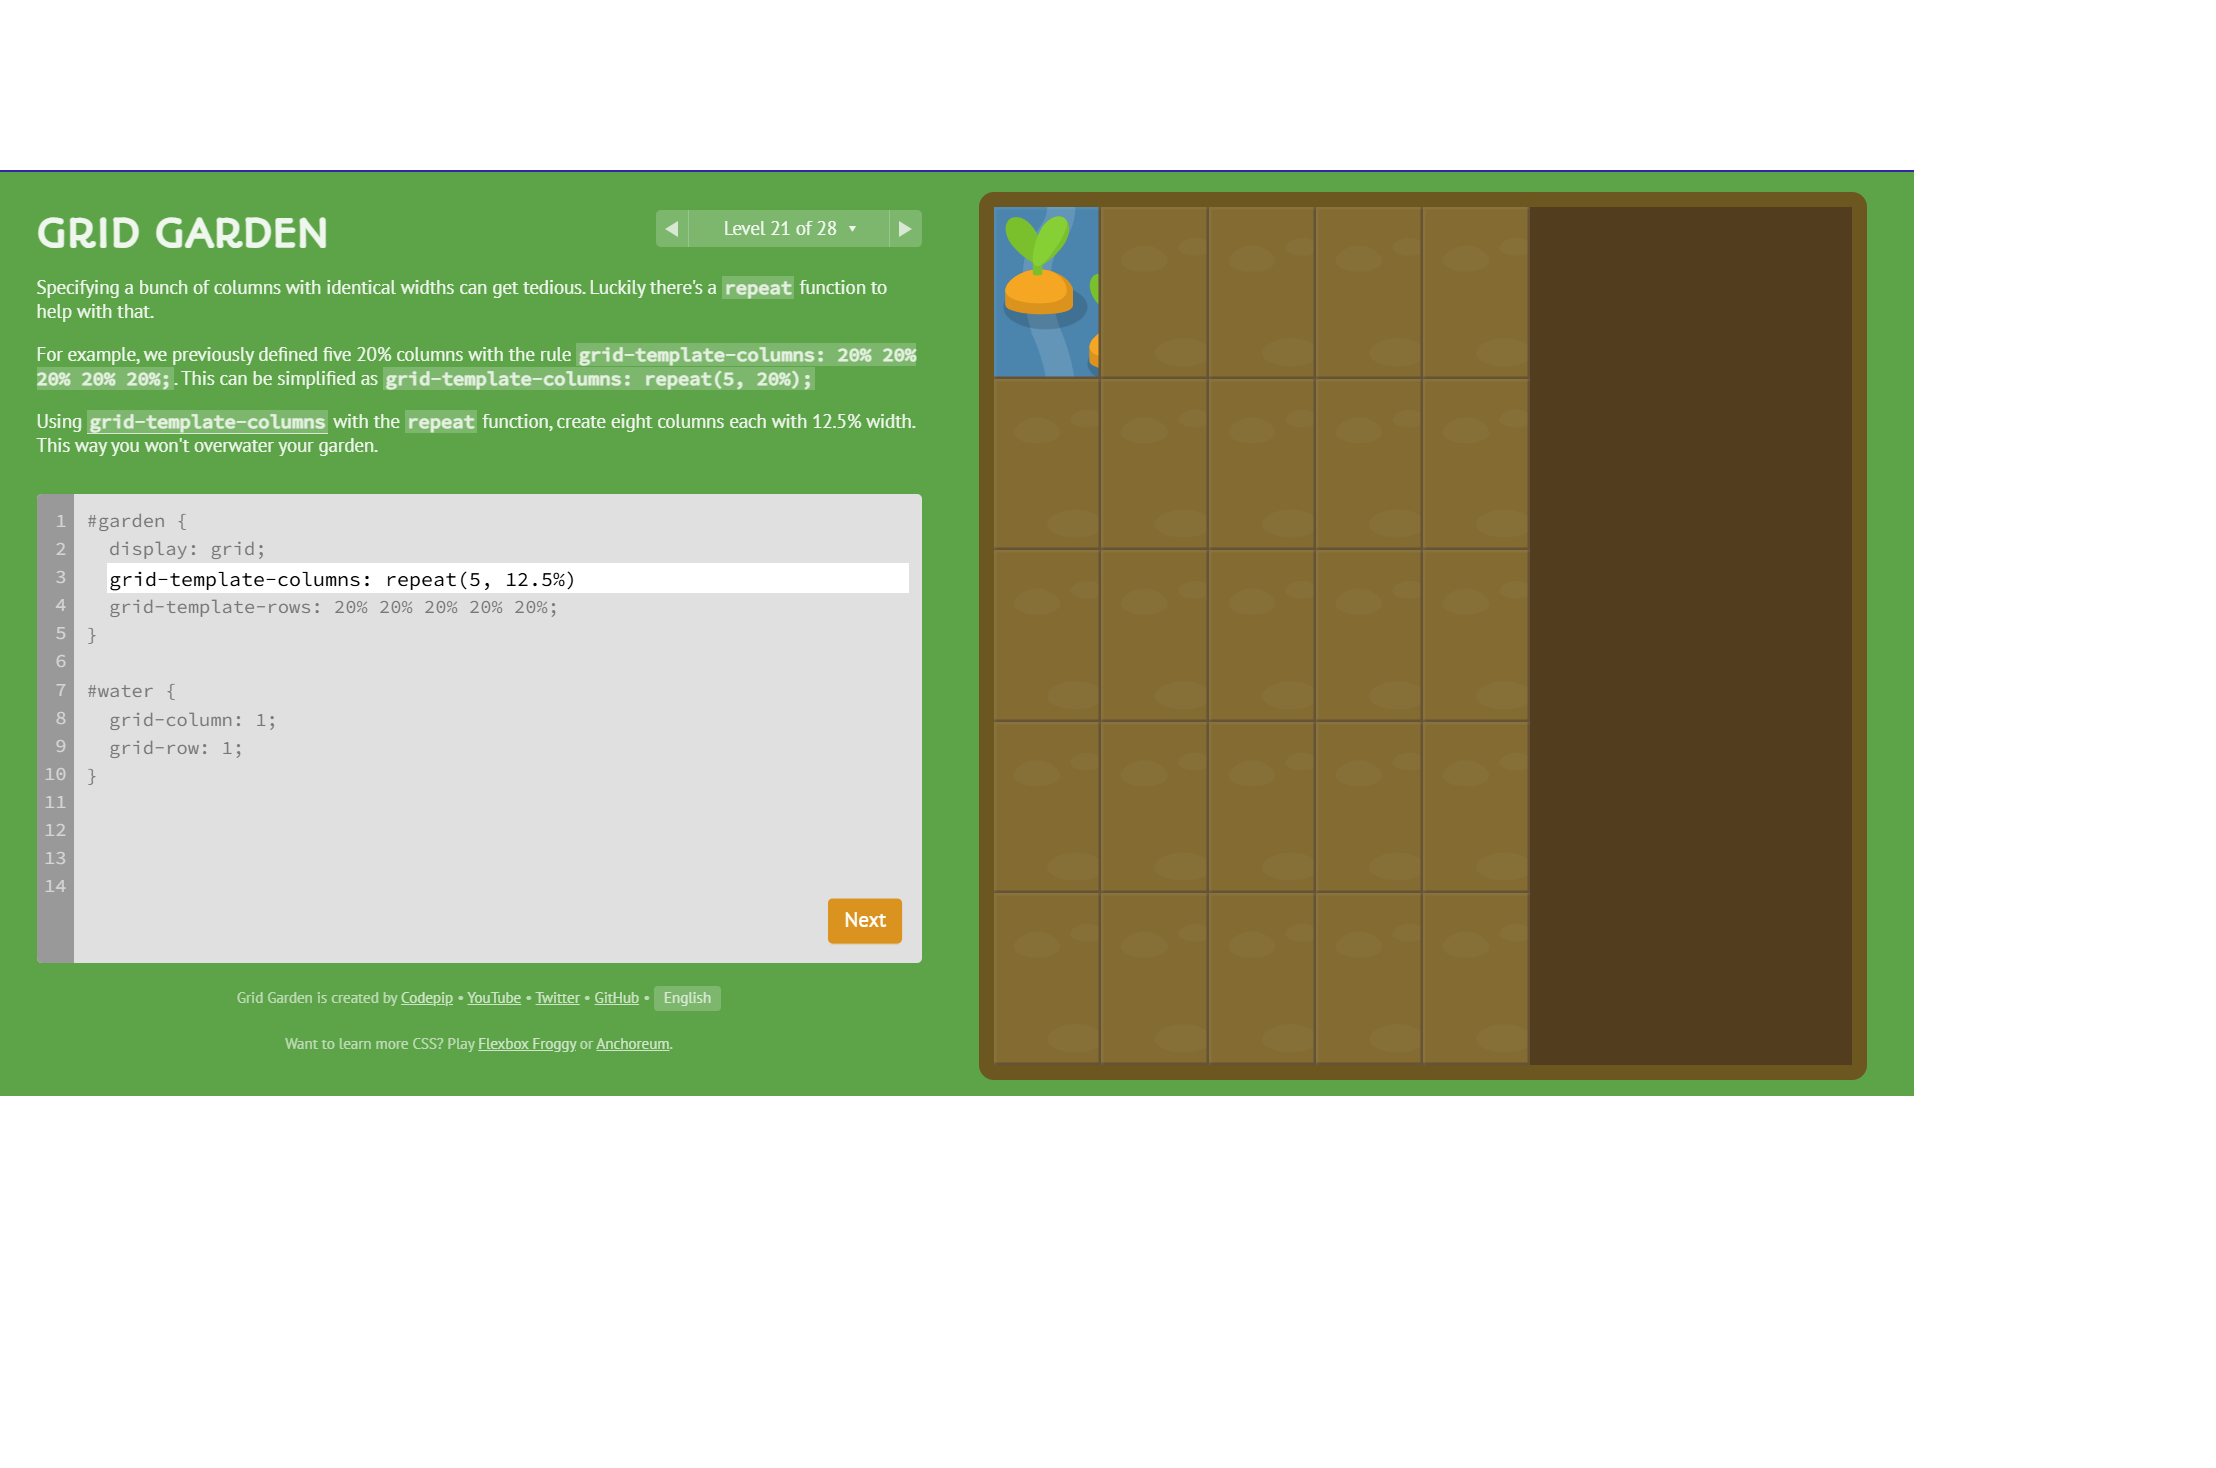 GRID GARDEN
◀ Level 21 of 28 ▼ ▶
Specifying a bunch of columns with identical widths can get tedious. Luckily there's a repeat function to
help with that.
For example, we previously defined five 20% columns with the rule grid-template-columns: 20% 20%
20% 20% 20%;. This can be simplified as grid-template-columns: repeat(5, 20%);
Using grid-template-columns with the repeat function, create eight columns each with 12.5% width.
This way you won't overwater your garden.
1 #garden {
2 display: grid;
3 grid-template-columns: repeat(5, 12.5%)
4 grid-template-rows: 20% 20% 20% 20% 20%;
5 }
6
7 #water {
8 grid-column: 1;
9 grid-row: 1;
10 }
11
12
13
14
Next
Grid Garden is created by Codepip • YouTube • Twitter • GitHub • English
Want to learn more CSS? Play Flexbox Froggy or Anchoreum.